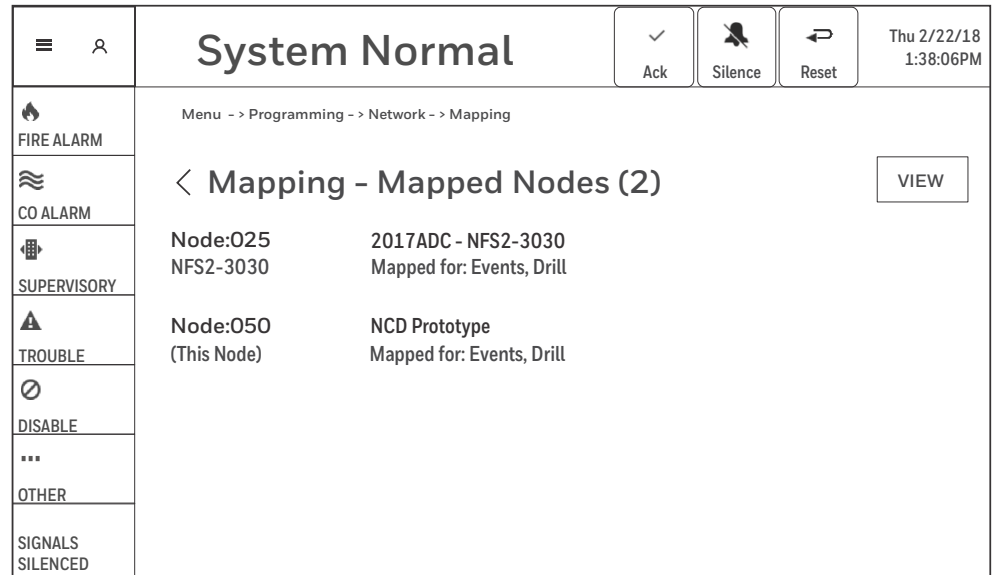 System Normal
Ack
Silence
Reset
Thu 2/22/18
1:38:06PM
FIRE ALARM
CO ALARM
SUPERVISORY
TROUBLE
DISABLE
OTHER
SIGNALS
SILENCED
Menu -> Programming -> Network -> Mapping
Mapping - Mapped Nodes (2)
VIEW
Node:025
2017ADC - NFS2-3030
NFS2-3030
Mapped for: Events, Drill
Node:050
NCD Prototype
(This Node)
Mapped for: Events, Drill